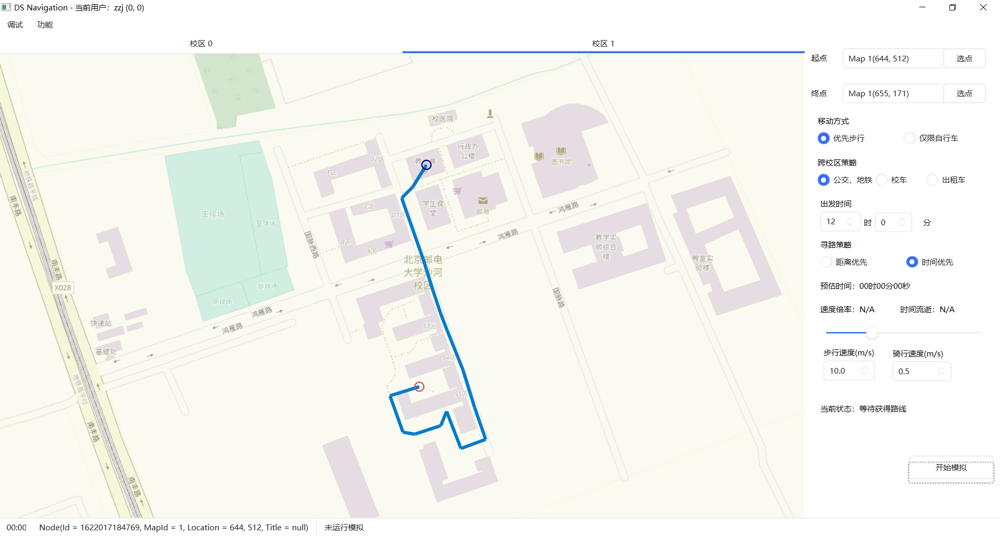 DS Navigation - 当前用户：zzj (0, 0)
调试 功能
校区 0
校区 1
起点 Map 1(644, 512) 选点
终点 Map 1(655, 171) 选点
移动方式
优先步行 仅限自行车
跨校区策略
公交、地铁 校车 出租车
出发时间
12 时 0 分
寻路策略
距离优先 时间优先
预估时间：00时00分00秒
速度倍率：N/A 时间流逝：N/A
步行速度(m/s) 骑行速度(m/s)
10.0 0.5
当前状态：等待获得路线
开始模拟
校医院
行政办
公楼
图书馆
D2区
E区
学生食
堂
邮局
C区
D1区
B区
A区
田径场
篮球场
排球场
网球场
国脉西路
鸿雁路
鸿雁路
鸿雁路
鸿雁路
北京邮电
大学沙河
校区
教学实
验综合
楼
教室实
验楼
国脉路
S3区
S4区
S5区
快递站
基建处
X028
地铁昌平线
地铁昌平线
南丰路
南丰路
南丰路
南丰路
00:00 Node(Id = 1622017184769, MapId = 1, Location = 644, 512, Title = null) 未运行模拟